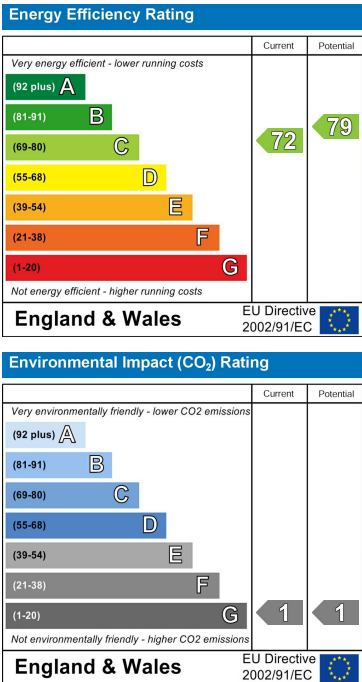 Energy Efficiency Rating
Current Potential
Very energy efficient - lower running costs
(92 plus) A
(81-91) B
(69-80) C
72 79
(55-68) D
(39-54) E
(21-38) F
(1-20) G
Not energy efficient - higher running costs
England & Wales
EU Directive
2002/91/EC
Environmental Impact (CO₂) Rating
Current Potential
Very environmentally friendly - lower CO2 emissions
(92 plus) A
(81-91) B
(69-80) C
(55-68) D
(39-54) E
(21-38) F
(1-20) G 1 1
Not environmentally friendly - higher CO2 emissions
England & Wales
EU Directive
2002/91/EC